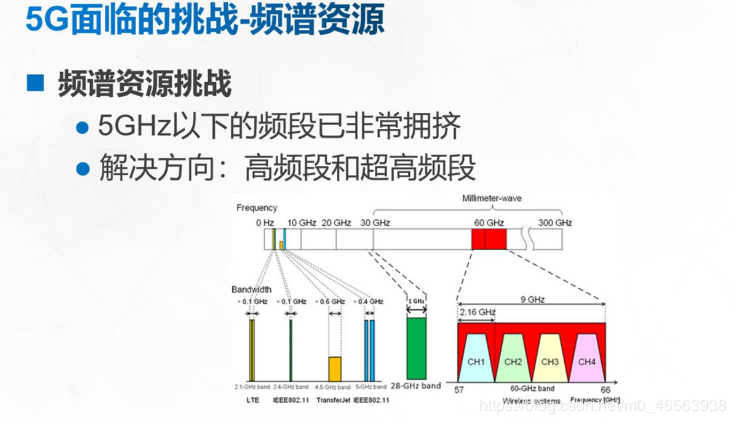 5G面临的挑战-频谱资源
频谱资源挑战
5GHz以下的频段已非常拥挤
解决方向：高频段和超高频段
Millimeter-wave
Frequency
0 Hz 10 GHz 20 GHz 30 GHz 60 GHz 300 GHz
Bandwidth
0.1 GHz 0.1 GHz 0.6 GHz 0.4 GHz 1 GHz
9 GHz
2.16 GHz
CH1 CH2 CH3 CH4
2.1-GHz band 2.4-GHz band 4.5-GHz band 5-GHz band 28-GHz band
57 60-GHz band 66
LTE IEEE802.11 TransferJet IEEE802.11 Wireless systems Frequency [GHz]
https://blog.csdn.net/m0_46563938